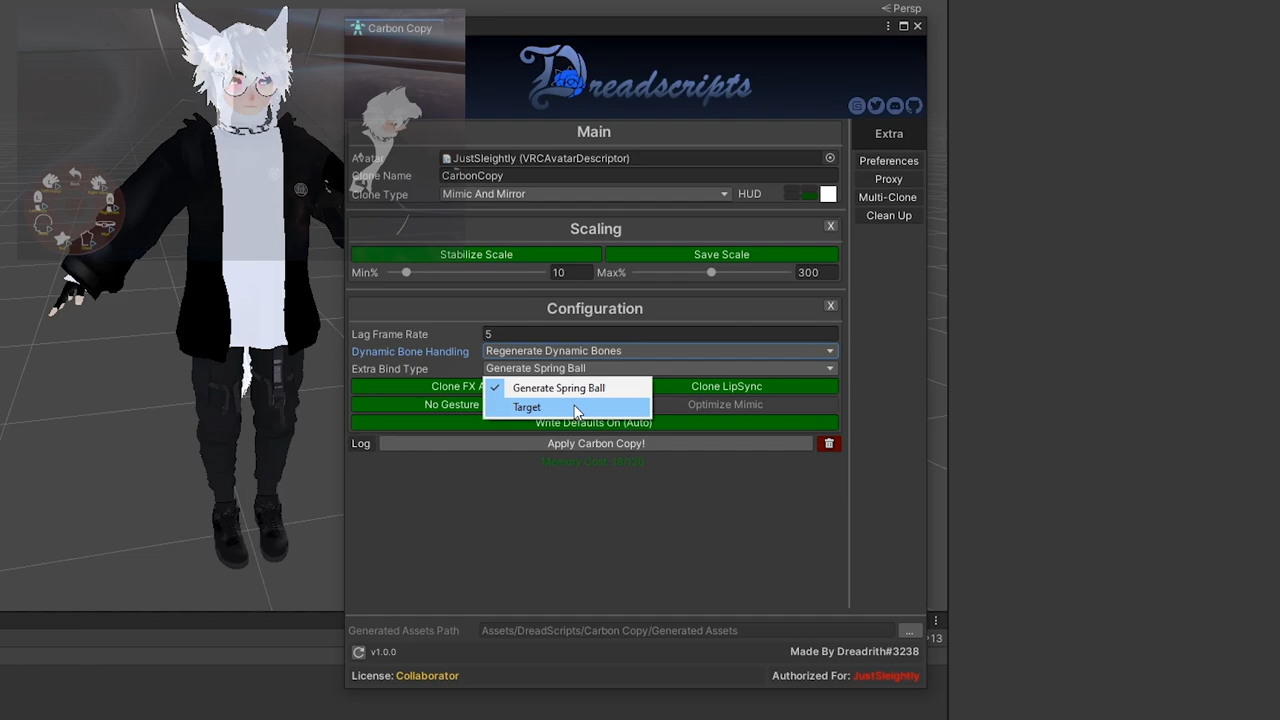 Persp
Carbon Copy
Dreadscripts
Main
Extra
Avatar JustSleightly (VRCAvatarDescriptor)
Preferences
Clone Name CarbonCopy
Proxy
Clone Type Mimic And Mirror HUD
Multi-Clone
Clean Up
Scaling X
Stabilize Scale Save Scale
Min% 10 Max% 300
Configuration X
Lag Frame Rate 5
Dynamic Bone Handling Regenerate Dynamic Bones
Extra Bind Type Generate Spring Ball
Clone FX A Clone LipSync
Generate Spring Ball
No Gesture Optimize Mimic
Target
Write Defaults On (Auto)
Log Apply Carbon Copy!
Generated Assets Path Assets/DreadScripts/Carbon Copy/Generated Assets ...
13
v1.0.0 Made By Dreadrith#3238
License: Collaborator Authorized For: JustSleightly